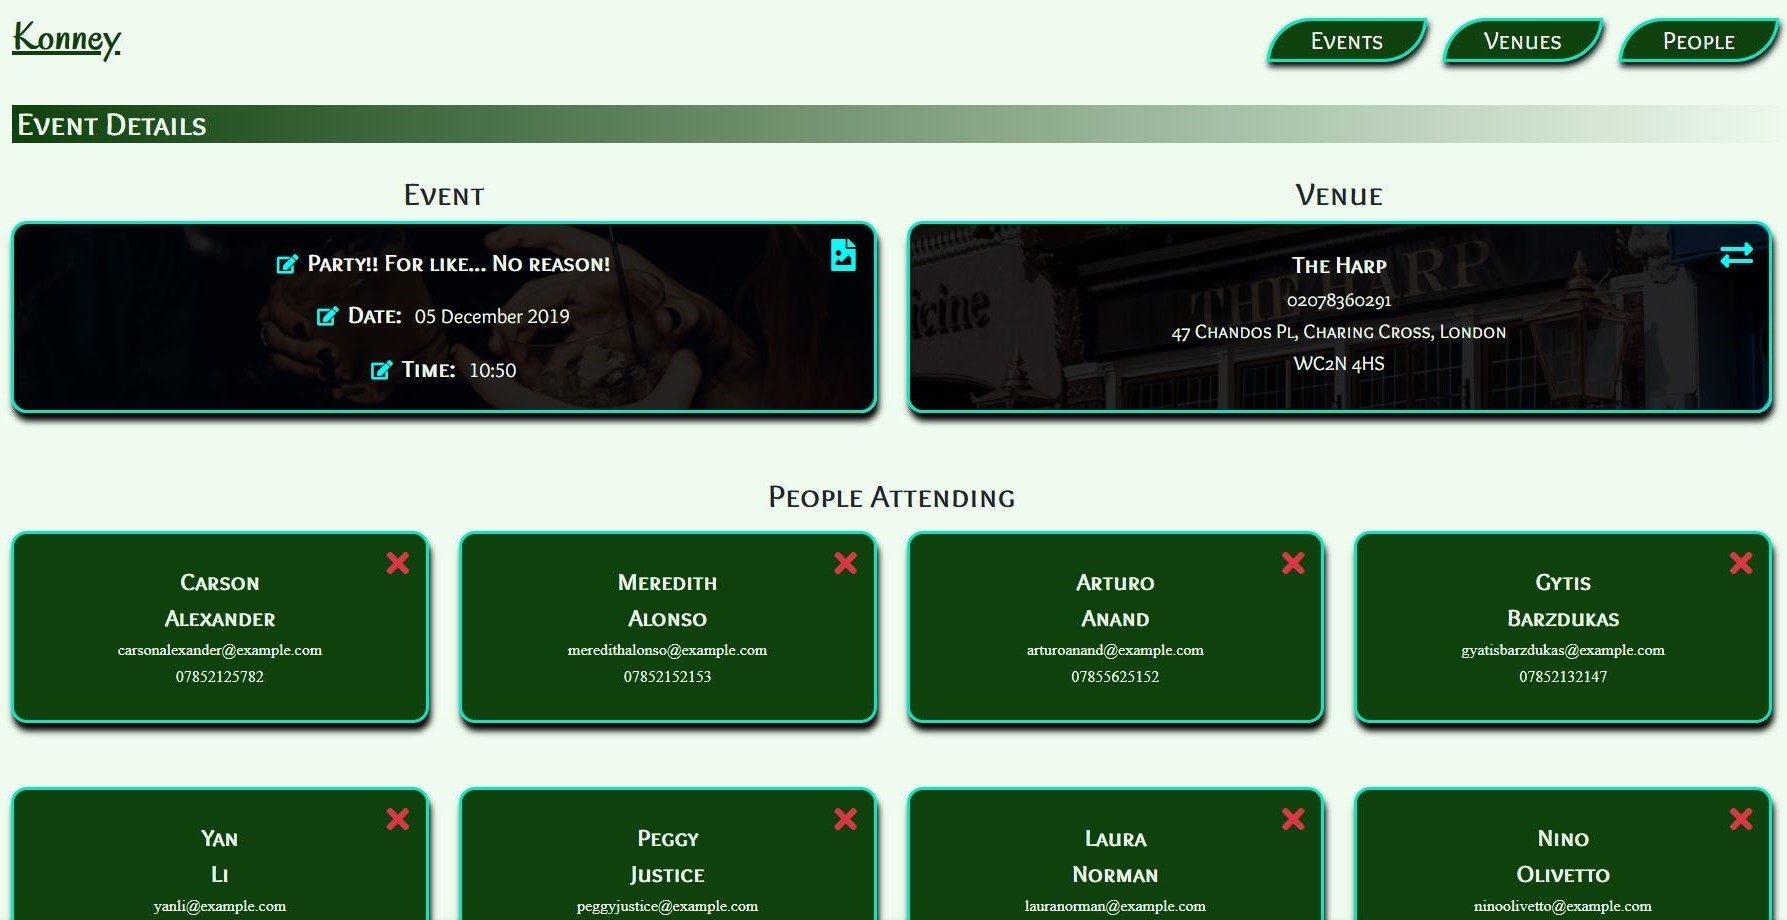 Konney
Events
Venues
People
Event Details
Event
Venue
Party!! For like... No reason!
Date: 05 December 2019
Time: 10:50
THE HARP
icine
The Harp
02078360291
47 Chandos Pl, Charing Cross, London
WC2N 4HS
People Attending
Carson
Alexander
carsonalexander@example.com
07852125782
Meredith
Alonso
meredithalonso@example.com
07852152153
Arturo
Anand
arturoanand@example.com
07855625152
Gytis
Barzdukas
gyatisbarzdukas@example.com
07852132147
Yan
Li
yanli@example.com
Peggy
Justice
peggyjustice@example.com
Laura
Norman
lauranorman@example.com
Nino
Olivetto
ninoolivetto@example.com